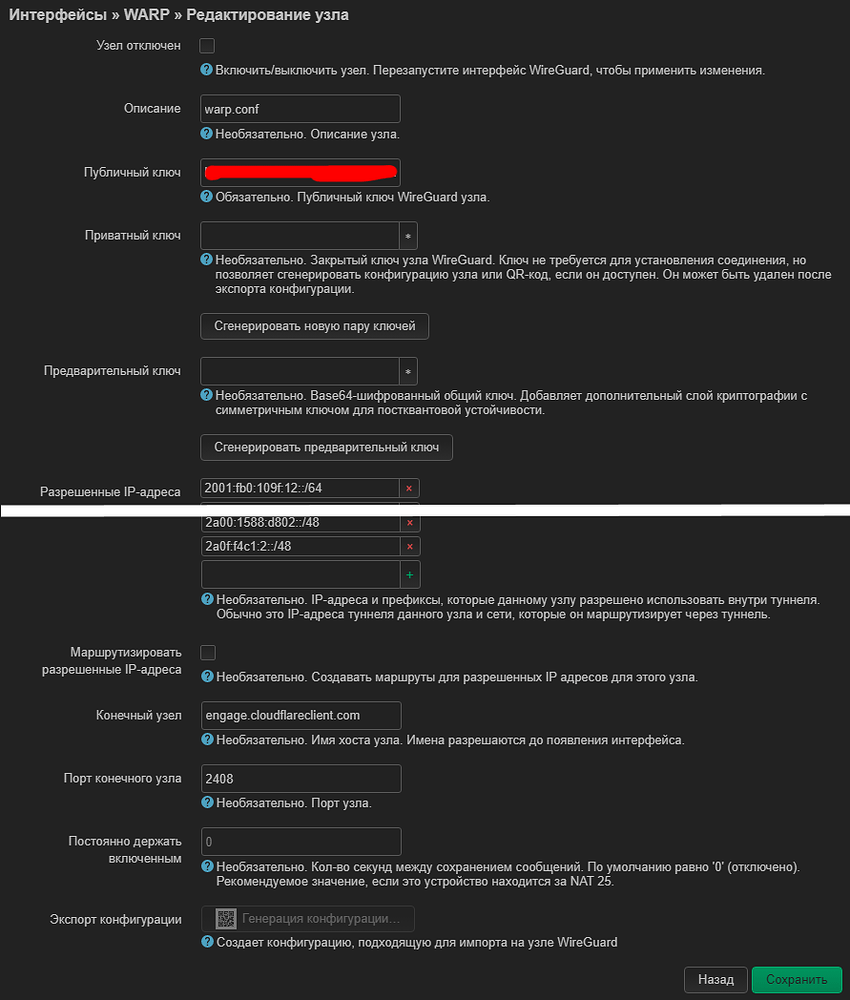 Интерфейсы » WARP » Редактирование узла
Узел отключен
Включить/выключить узел. Перезапустите интерфейс WireGuard, чтобы применить изменения.
Описание
warp.conf
Необязательно. Описание узла.
Публичный ключ
Обязательно. Публичный ключ WireGuard узла.
Приватный ключ
*
Необязательно. Закрытый ключ узла WireGuard. Ключ не требуется для установления соединения, но
позволяет сгенерировать конфигурацию узла или QR-код, если он доступен. Он может быть удален после
экспорта конфигурации.
Сгенерировать новую пару ключей
Предварительный ключ
*
Необязательно. Base64-шифрованный общий ключ. Добавляет дополнительный слой криптографии с
симметричным ключом для постквантовой устойчивости.
Сгенерировать предварительный ключ
Разрешенные IP-адреса
2001:fb0:109f:12::/64 ×
2a00:1588:d802::/48 ×
2a0f:f4c1:2::/48 ×
+
Необязательно. IP-адреса и префиксы, которые данному узлу разрешено использовать внутри туннеля.
Обычно это IP-адреса туннеля данного узла и сети, которые он маршрутизирует через туннель.
Маршрутизировать
разрешенные IP-адреса
Необязательно. Создавать маршруты для разрешенных IP адресов для этого узла.
Конечный узел
engage.cloudflareclient.com
Необязательно. Имя хоста узла. Имена разрешаются до появления интерфейса.
Порт конечного узла
2408
Необязательно. Порт узла.
Постоянно держать
включенным
0
Необязательно. Кол-во секунд между сохранением сообщений. По умолчанию равно '0' (отключено).
Рекомендуемое значение, если это устройство находится за NAT 25.
Экспорт конфигурации
Генерация конфигурации...
Создает конфигурацию, подходящую для импорта на узле WireGuard
Назад
Сохранить